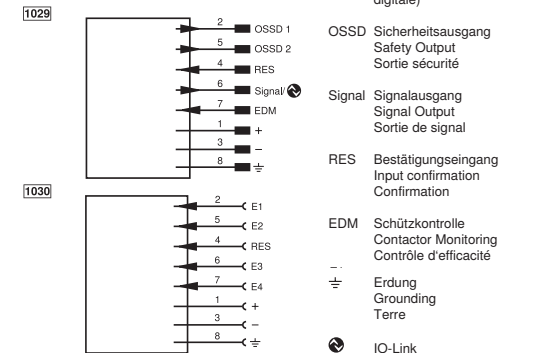 digitale)
1029
2 OSSD 1
5 OSSD 2
4 RES
6 Signal/
7 EDM
1 +
3 –
8
1030
2 E1
5 E2
4 RES
6 E3
7 E4
1 +
3 –
8
OSSD Sicherheitsausgang
Safety Output
Sortie sécurité
Signal Signalausgang
Signal Output
Sortie de signal
RES Bestätigungseingang
Input confirmation
Confirmation
EDM Schützkontrolle
Contactor Monitoring
Contrôle d'efficacité
Erdung
Grounding
Terre
IO-Link